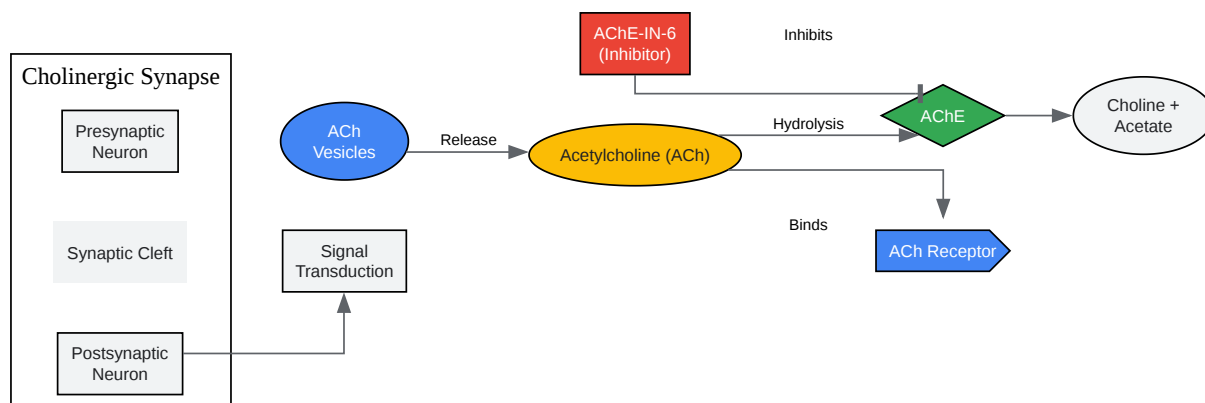 Cholinergic Synapse
Presynaptic
Neuron
Synaptic Cleft
Postsynaptic
Neuron
Signal
Transduction
ACh
Vesicles
Release
Acetylcholine (ACh)
AChE-IN-6
(Inhibitor)
Inhibits
Hydrolysis
AChE
Choline +
Acetate
Binds
ACh Receptor